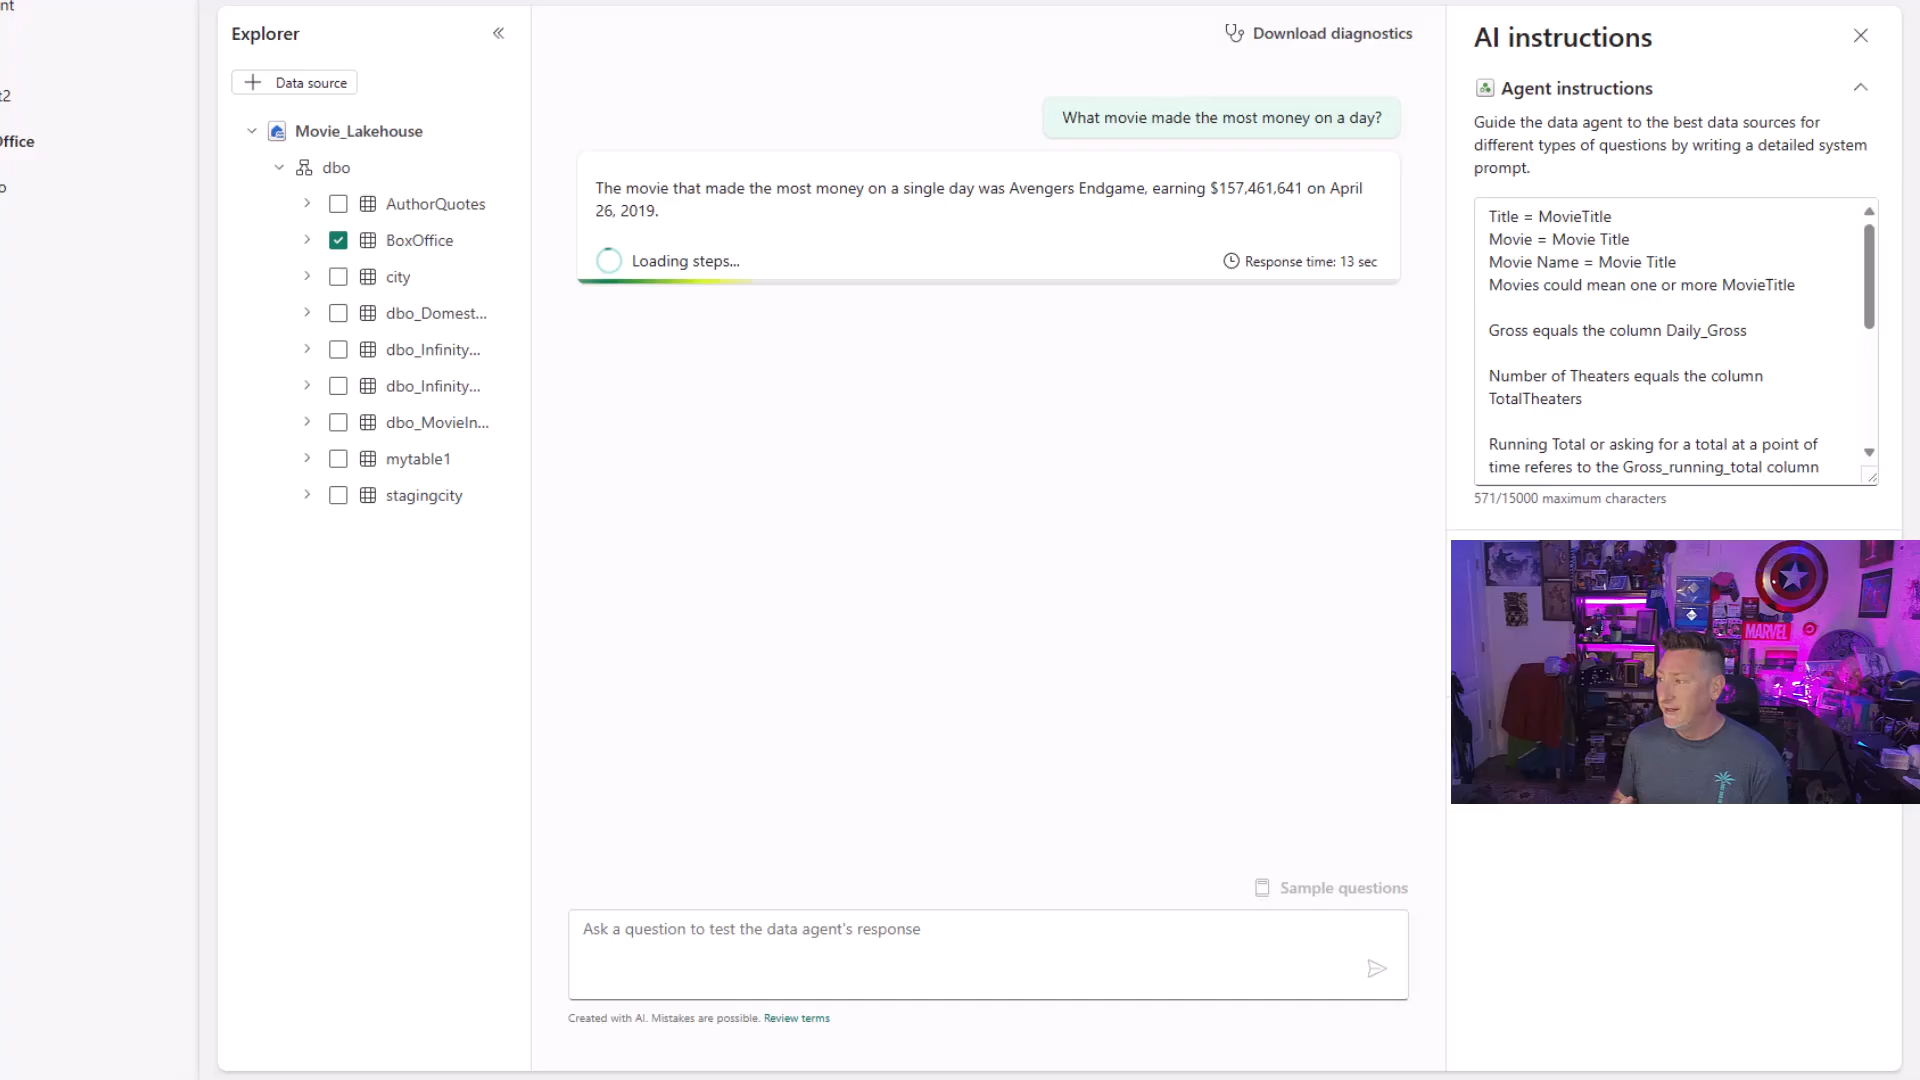 nt
t2
Office
o
Explorer
Data source
Movie_Lakehouse
dbo
AuthorQuotes
BoxOffice
city
dbo_Domest...
dbo_Infinity...
dbo_Infinity...
dbo_MovieIn...
mytable1
stagingcity
Download diagnostics
What movie made the most money on a day?
The movie that made the most money on a single day was Avengers Endgame, earning $157,461,641 on April
26, 2019.
Loading steps...
Response time: 13 sec
Sample questions
Ask a question to test the data agent's response
Created with AI. Mistakes are possible. Review terms
AI instructions
Agent instructions
Guide the data agent to the best data sources for
different types of questions by writing a detailed system
prompt.
Title = MovieTitle
Movie = Movie Title
Movie Name = Movie Title
Movies could mean one or more MovieTitle
Gross equals the column Daily_Gross
Number of Theaters equals the column
TotalTheaters
Running Total or asking for a total at a point of
time referes to the Gross_running_total column
571/15000 maximum characters
MARVEL